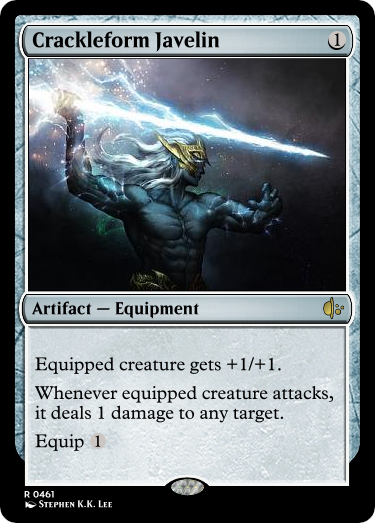 Crackleform Javelin 1
Artifact — Equipment
Equipped creature gets +1/+1.
Whenever equipped creature attacks,
it deals 1 damage to any target.
Equip 1
R 0461
Stephen K.K. Lee